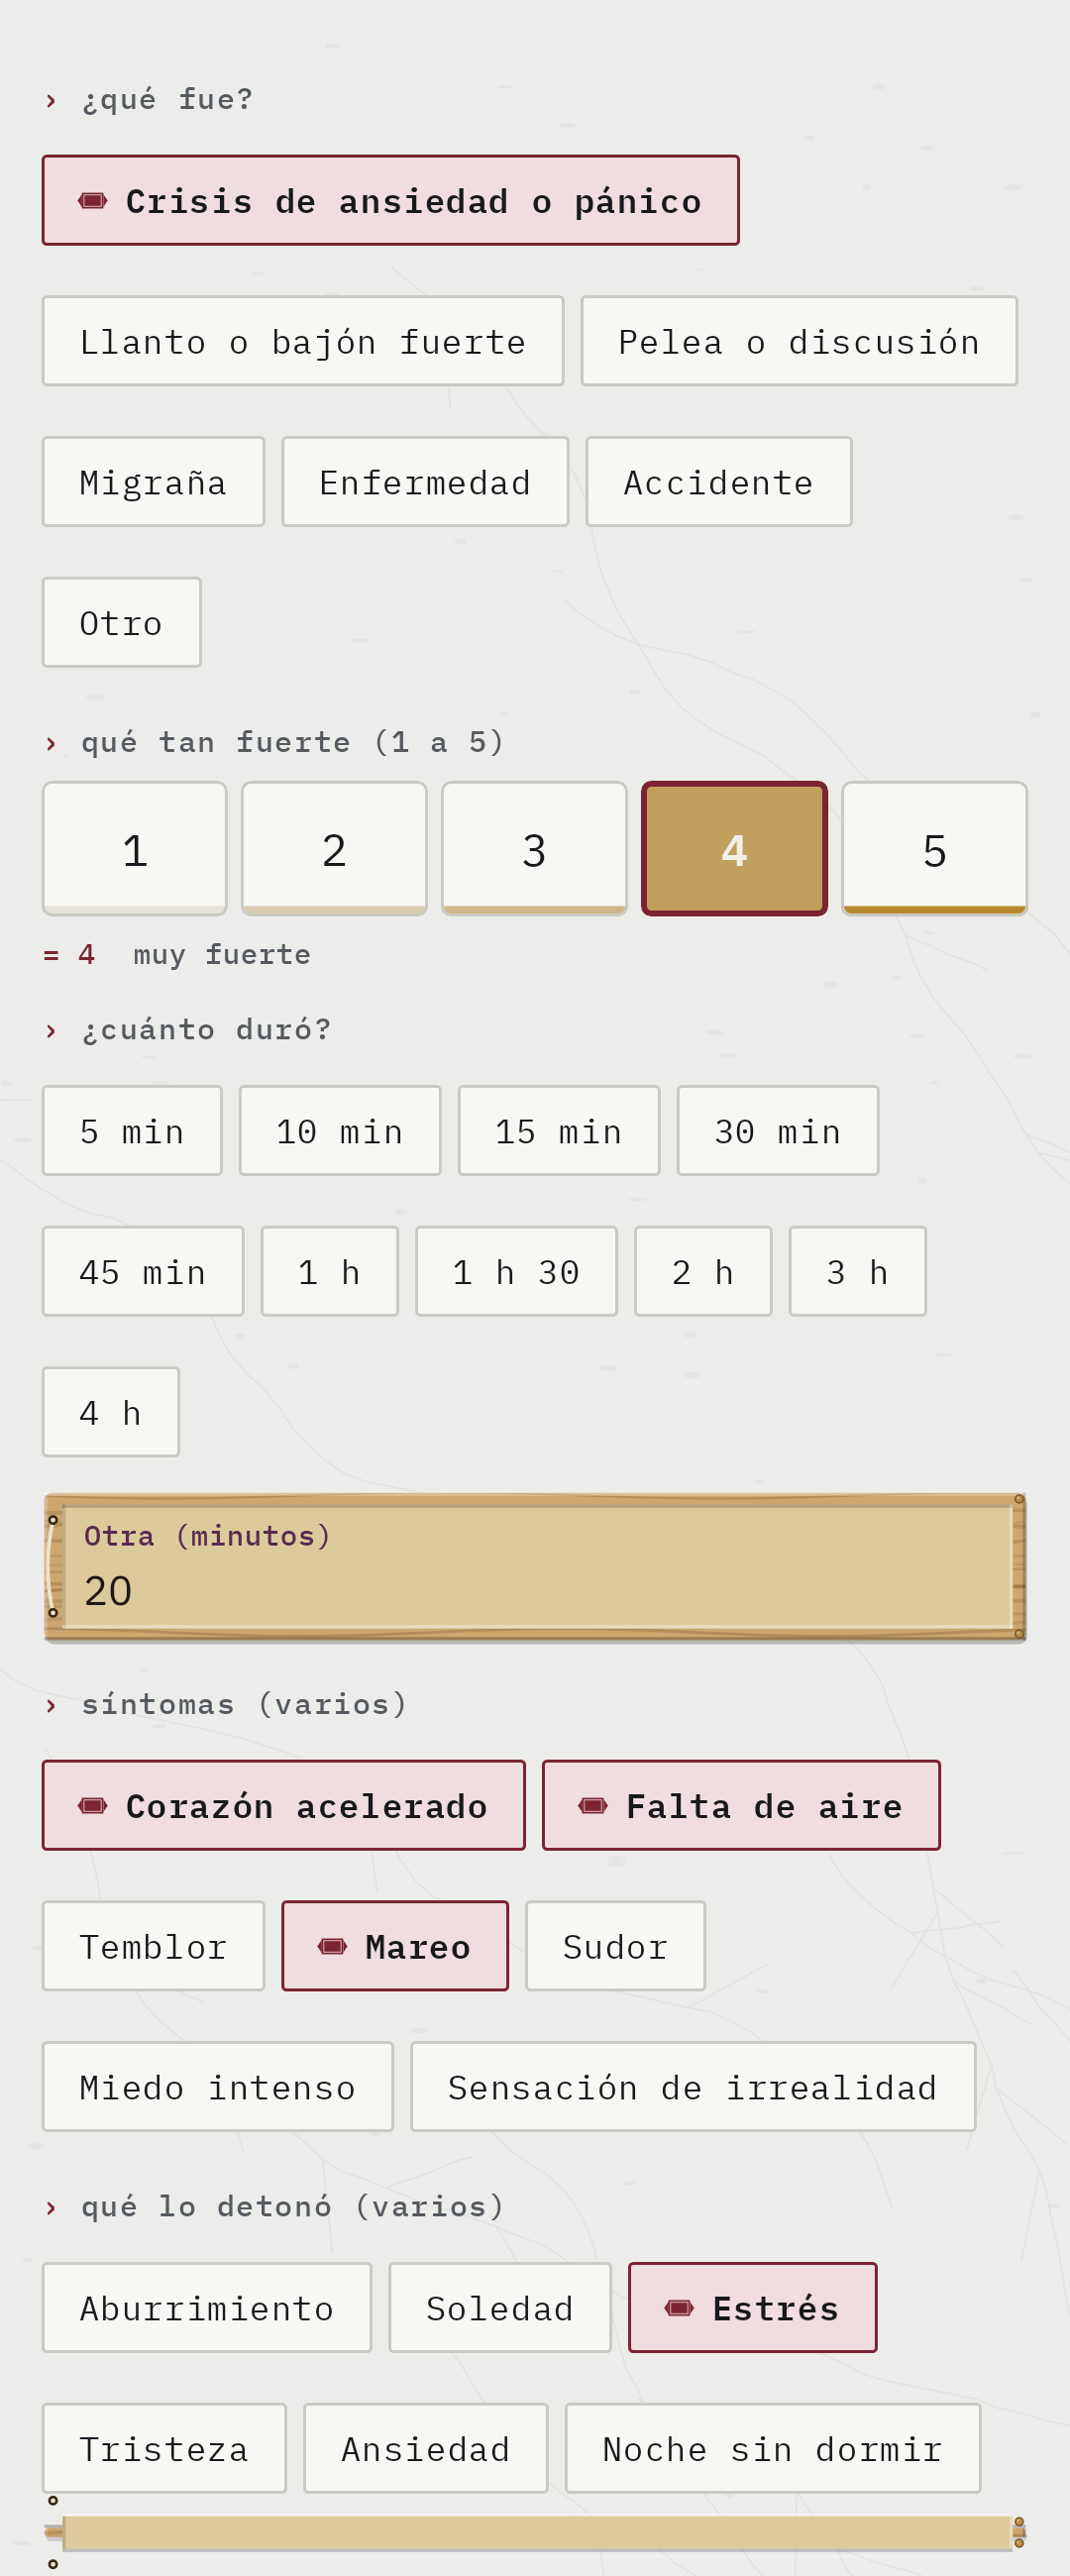 › ¿qué fue?
Crisis de ansiedad o pánico
Llanto o bajón fuerte Pelea o discusión
Migraña Enfermedad Accidente
Otro
› qué tan fuerte (1 a 5)
1 2 3 4 5
= 4 muy fuerte
› ¿cuánto duró?
5 min 10 min 15 min 30 min
45 min 1 h 1 h 30 2 h 3 h
4 h
Otra (minutos)
20
› síntomas (varios)
Corazón acelerado Falta de aire
Temblor Mareo Sudor
Miedo intenso Sensación de irrealidad
› qué lo detonó (varios)
Aburrimiento Soledad Estrés
Tristeza Ansiedad Noche sin dormir